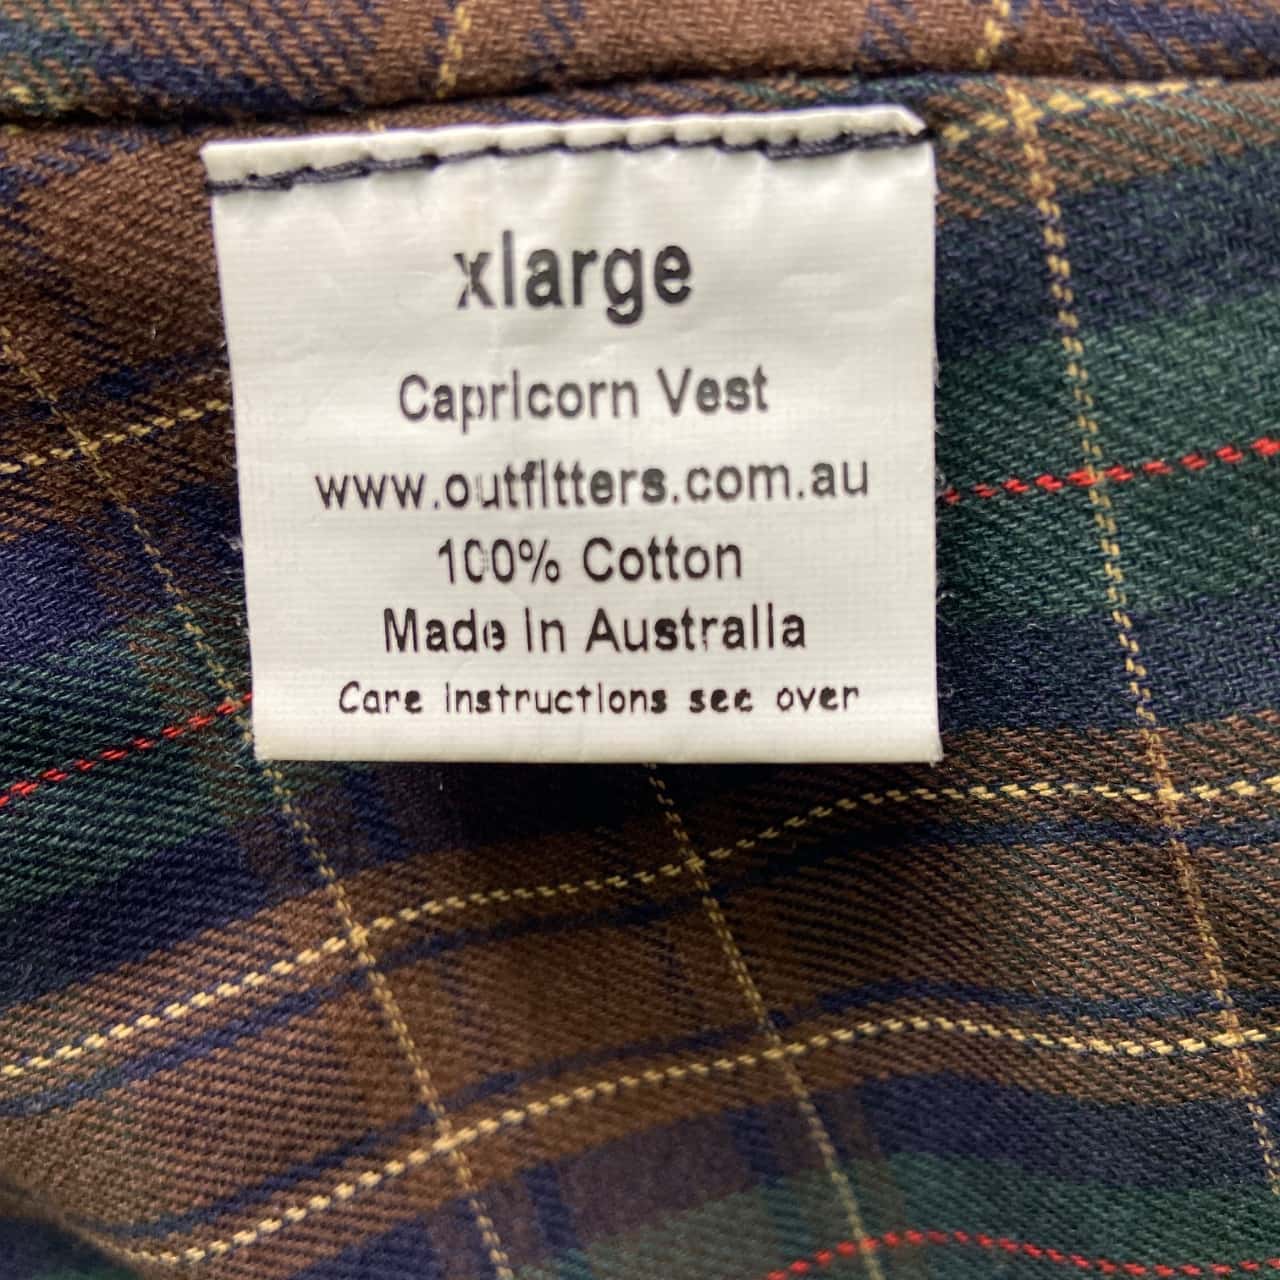 xlarge
Capricorn Vest
www.outfitters.com.au
100% Cotton
Made in Australia
Care instructions see over